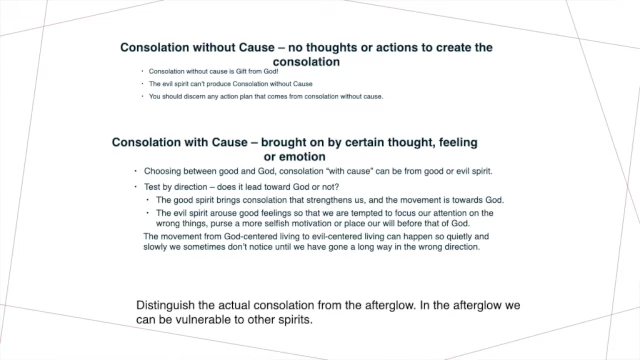 Consolation without Cause – no thoughts or actions to create the
consolation
• Consolation without cause is Gift from God!
• The evil spirit can't produce Consolation without Cause
• You should discern any action plan that comes from consolation without cause.
Consolation with Cause – brought on by certain thought, feeling
or emotion
• Choosing between good and God, consolation "with cause" can be from good or evil spirit.
• Test by direction – does it lead toward God or not?
• The good spirit brings consolation that strengthens us, and the movement is towards God.
• The evil spirit arouse good feelings so that we are tempted to focus our attention on the
wrong things, pursue a more selfish motivation or place our will before that of God.
The movement from God-centered living to evil-centered living can happen so quietly and
slowly we sometimes don't notice until we have gone a long way in the wrong direction.
Distinguish the actual consolation from the afterglow. In the afterglow we
can be vulnerable to other spirits.